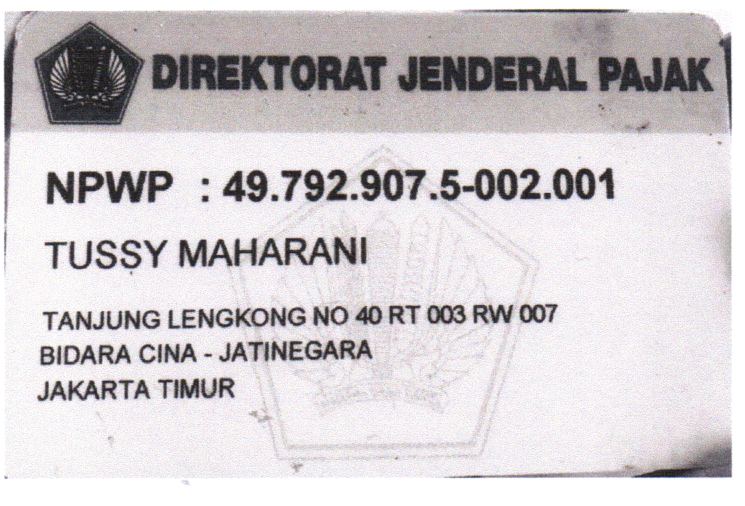 DIREKTORAT JENDERAL PAJAK
NPWP : 49.792.907.5-002.001
TUSSY MAHARANI
TANJUNG LENGKONG NO 40 RT 003 RW 007
BIDARA CINA - JATINEGARA
JAKARTA TIMUR